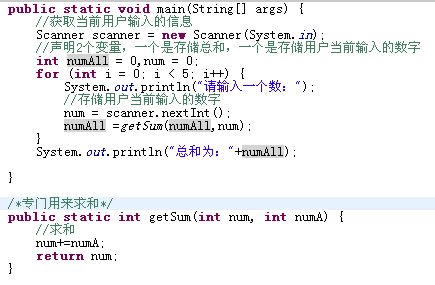 public static void main(String[] args) {
//获取当前用户输入的信息
Scanner scanner = new Scanner(System.in);
//声明2个变量，一个是存储总和，一个是存储用户当前输入的数字
int numAll = 0,num = 0;
for (int i = 0; i < 5; i++) {
System.out.println("请输入一个数：");
//存储用户当前输入的数字
num = scanner.nextInt();
numAll =getSum(numAll,num);
}
System.out.println("总和为："+numAll);
}
/*专门用来求和*/
public static int getSum(int num, int numA) {
//求和
num+=numA;
return num;
}